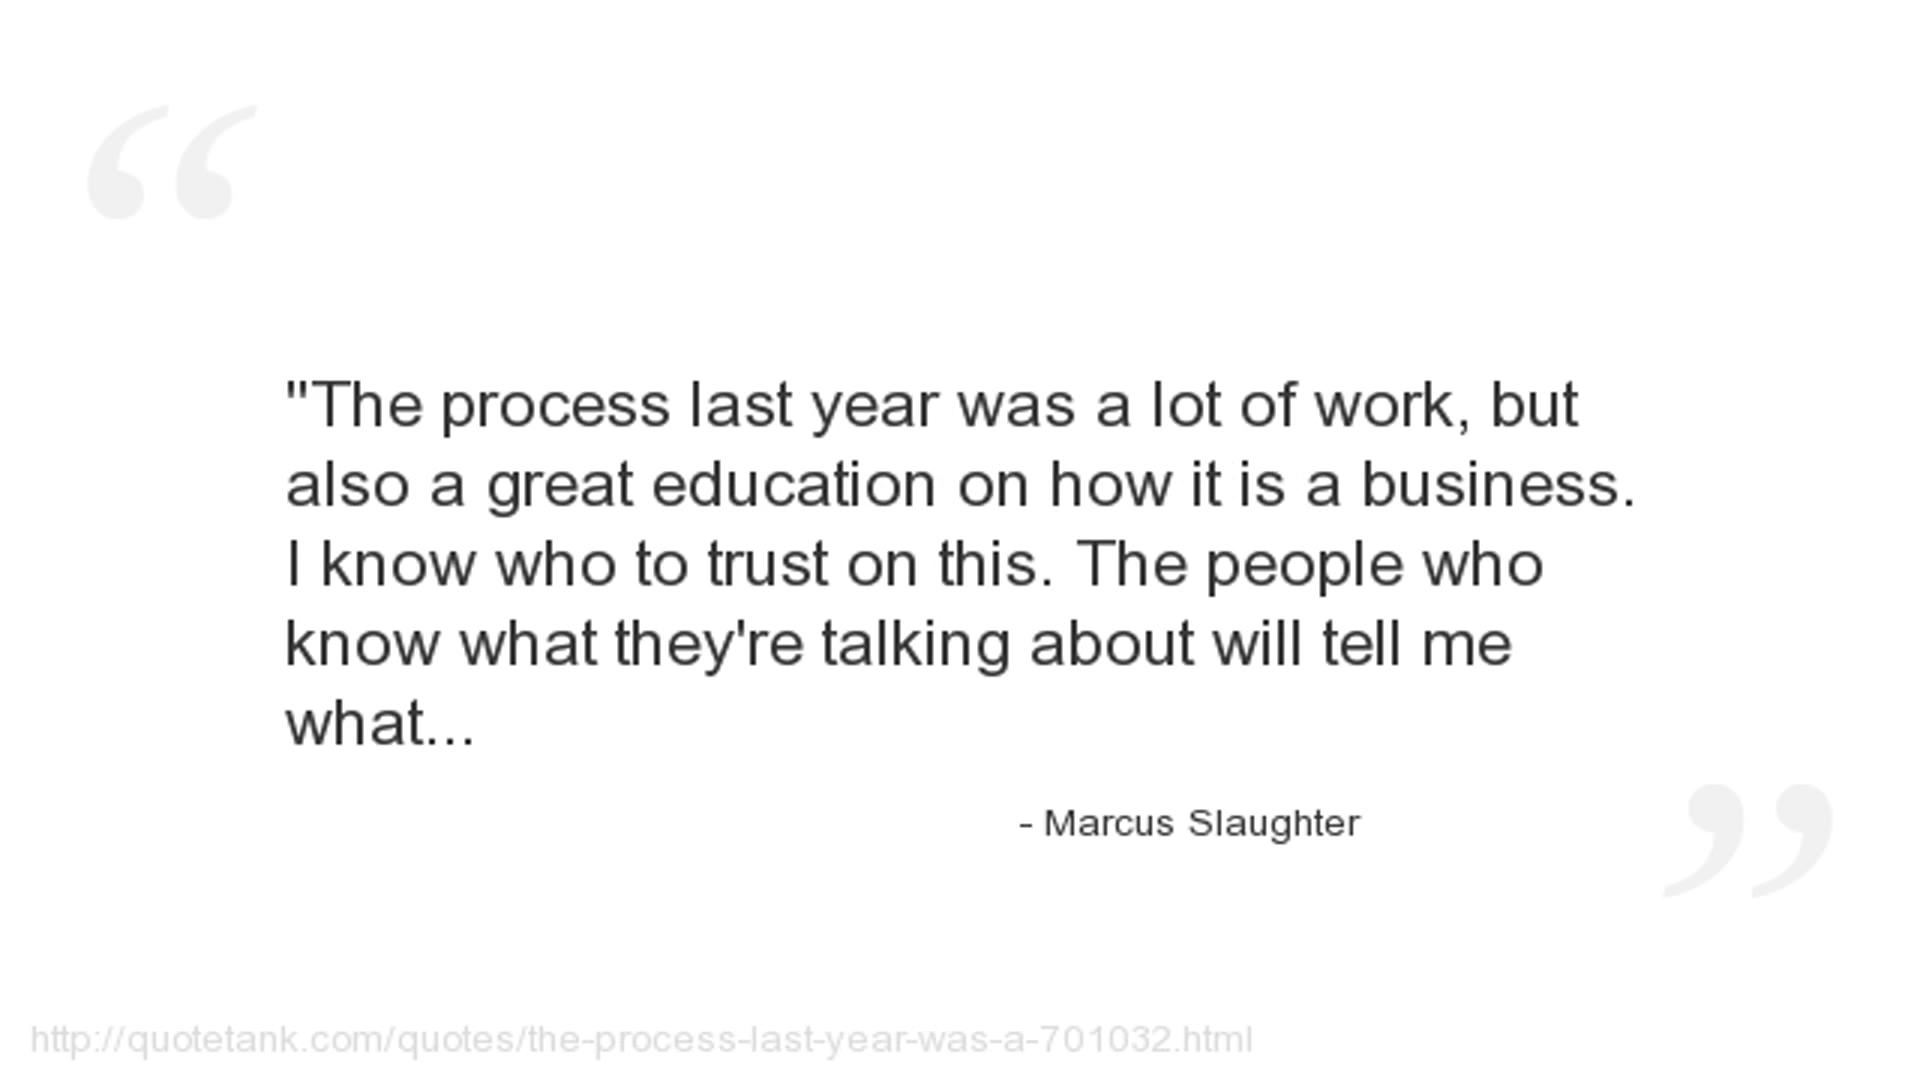 "The process last year was a lot of work, but
also a great education on how it is a business.
I know who to trust on this. The people who
know what they're talking about will tell me
what...
- Marcus Slaughter
http://quotetank.com/quotes/the-process-last-year-was-a-701032.html